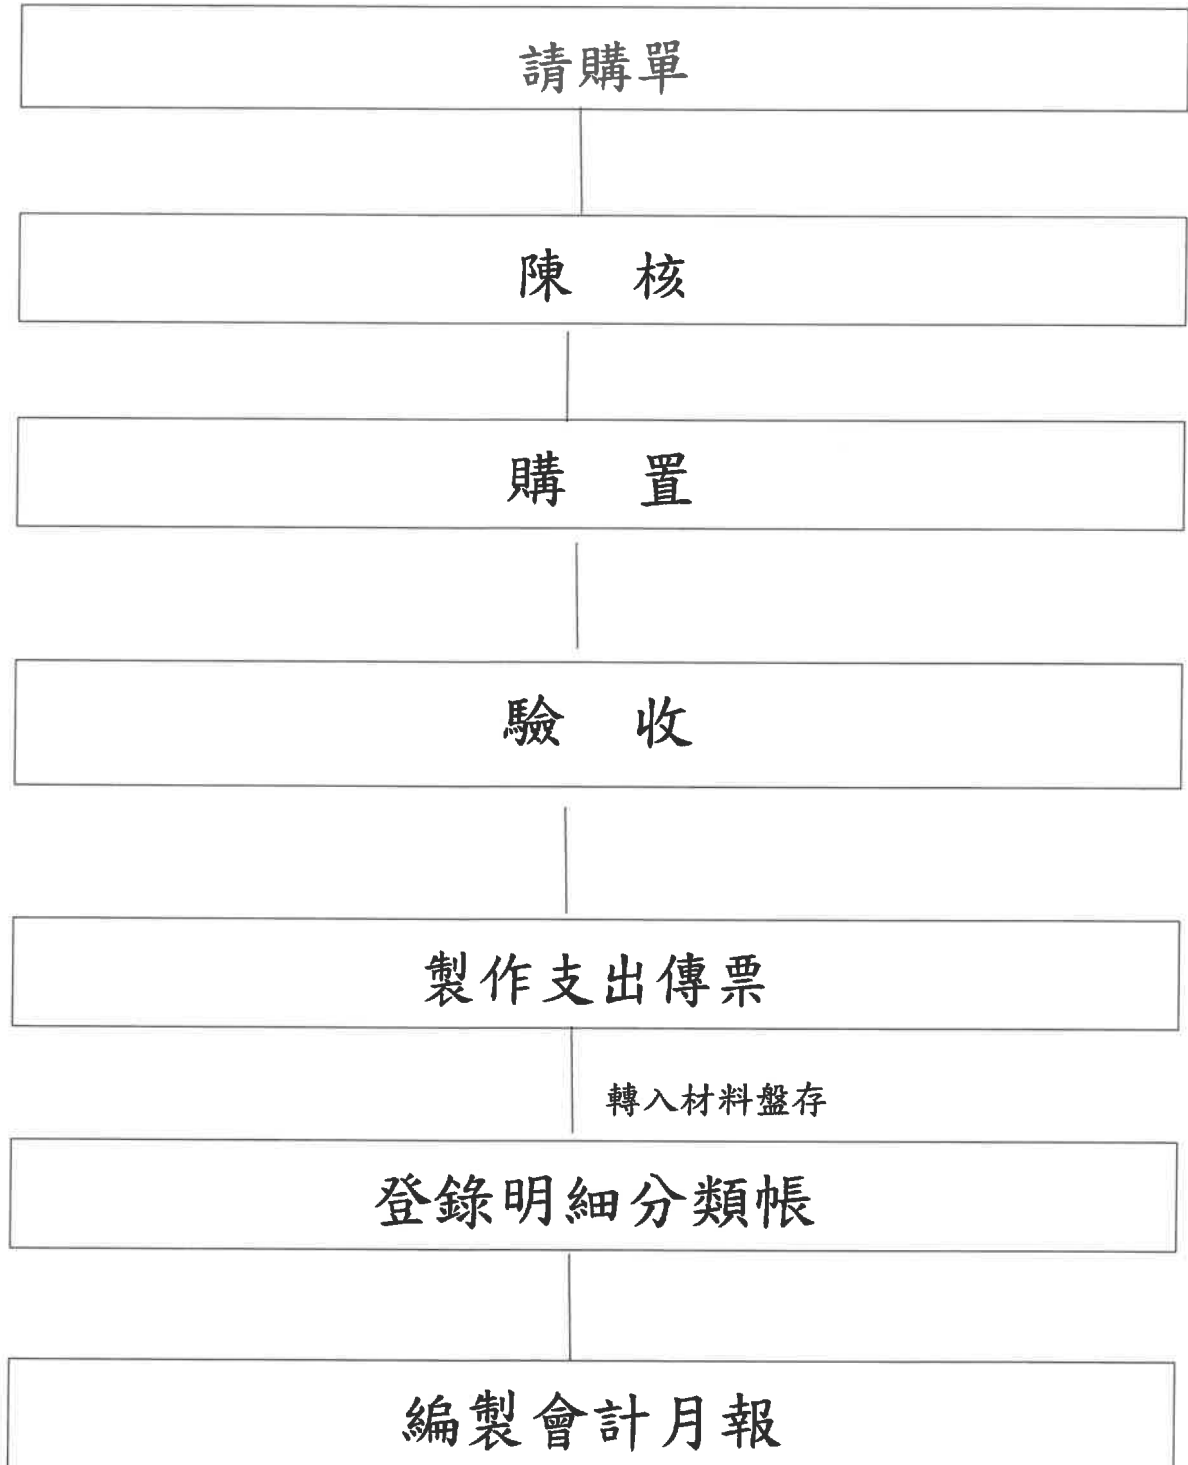 請購單
陳　核
購　置
驗　收
製作支出傳票
轉入材料盤存
登錄明細分類帳
編製會計月報